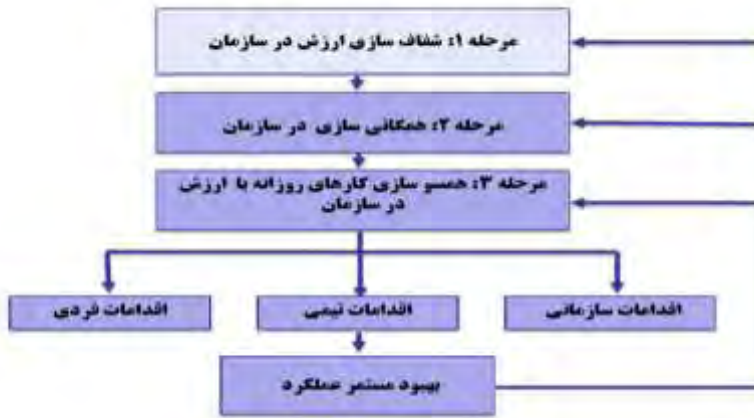 مرحله ۱: شفاف سازی ارزش در سازمان
مرحله ۲: همگانی سازی در سازمان
مرحله ۳: همسو سازی کارهای روزانه با ارزش
در سازمان
اقدامات سازمانی
اقدامات تیمی
اقدامات فردی
بهبود مستمر عملکرد